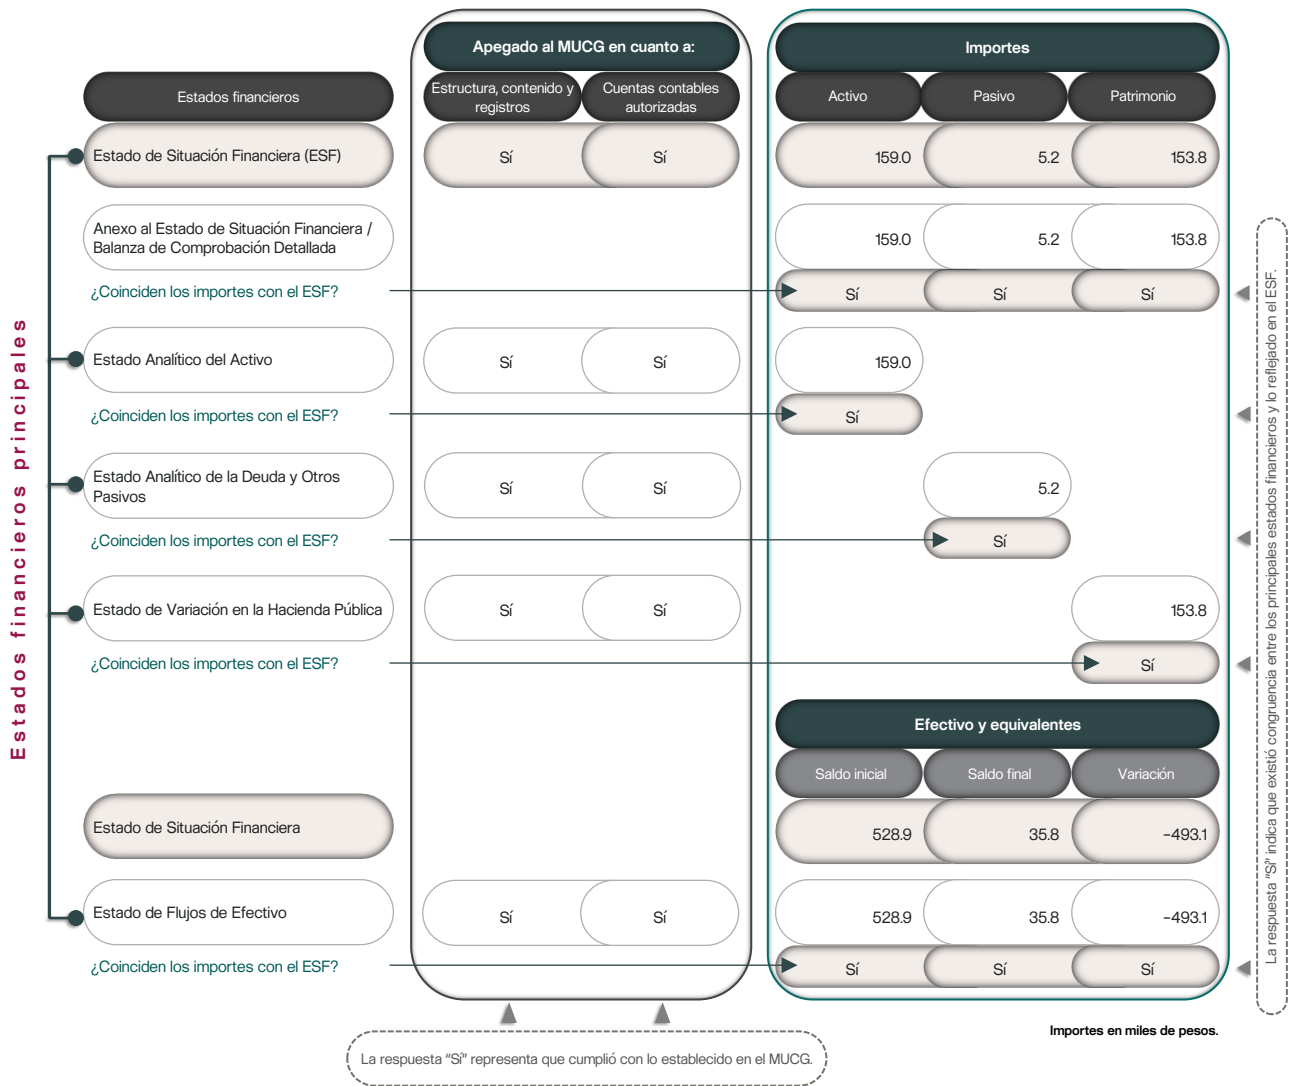 Apegado al MUCG en cuanto a:
Importes
Estados financieros
Estructura, contenido y
registros
Cuentas contables
autorizadas
Activo
Pasivo
Patrimonio
Estado de Situación Financiera (ESF)
Sí
Sí
159.0
5.2
153.8
Anexo al Estado de Situación Financiera /
Balanza de Comprobación Detallada
159.0
5.2
153.8
¿Coinciden los importes con el ESF?
Sí
Sí
Sí
Estado Analítico del Activo
Sí
Sí
159.0
¿Coinciden los importes con el ESF?
Sí
Estado Analítico de la Deuda y Otros
Pasivos
Sí
Sí
5.2
¿Coinciden los importes con el ESF?
Sí
Estado de Variación en la Hacienda Pública
Sí
Sí
153.8
¿Coinciden los importes con el ESF?
Sí
Efectivo y equivalentes
Saldo inicial
Saldo final
Variación
Estado de Situación Financiera
528.9
35.8
-493.1
Estado de Flujos de Efectivo
Sí
Sí
528.9
35.8
-493.1
¿Coinciden los importes con el ESF?
Sí
Sí
Sí
Estados financieros principales
La respuesta "Sí" indica que existió congruencia entre los principales estados financieros y lo reflejado en el ESF.
Importes en miles de pesos.
La respuesta "Sí" representa que cumplió con lo establecido en el MUCG.